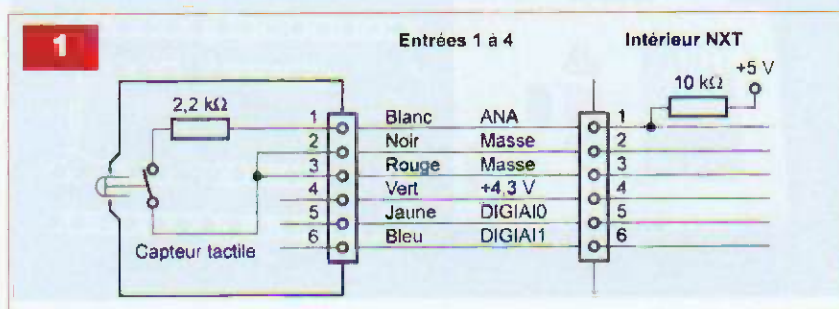 1
Entrées 1 à 4
Intérieur NXT
+5 V
10 kΩ
2,2 kΩ
1 Blanc ANA 1
2 Noir Masse 2
3 Rouge Masse 3
4 Vert +4,3 V 4
5 Jaune DIGIAI0 5
6 Bleu DIGIAI1 6
Capteur tactile